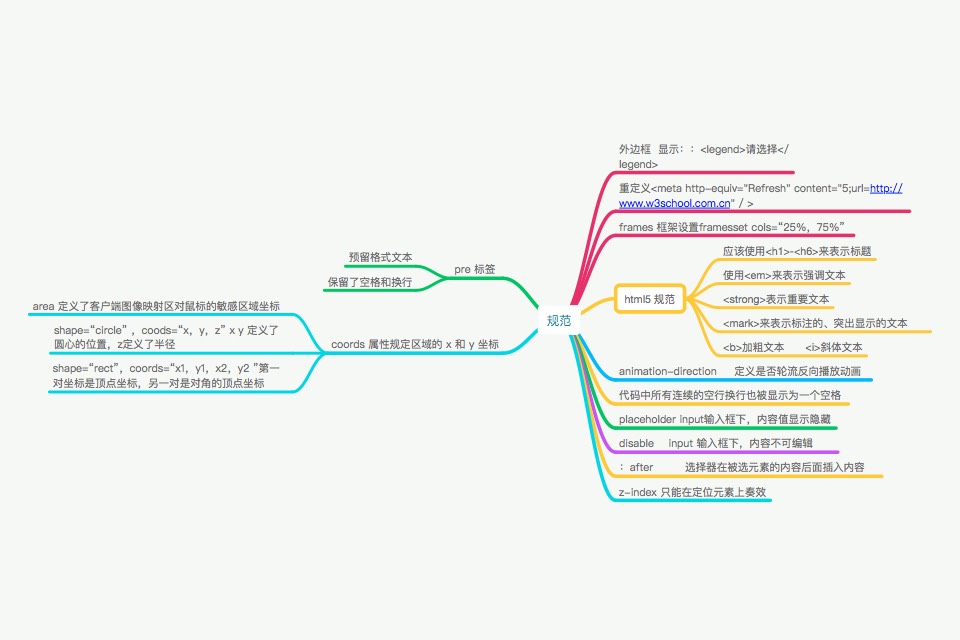 规范
外边框  显示：：<legend>请选择</
legend>
重定义<meta http-equiv="Refresh" content="5;url=http://
www.w3school.com.cn" / >
frames 框架设置framesset cols=“25%，75%”
html5 规范
应该使用<h1>-<h6>来表示标题
使用<em>来表示强调文本
<strong>表示重要文本
<mark>来表示标注的、突出显示的文本
<b>加粗文本     <i>斜体文本
animation-direction     定义是否轮流反向播放动画
代码中所有连续的空行换行也被显示为一个空格
placeholder input输入框下，内容值显示隐藏
disable    input 输入框下，内容不可编辑
：after         选择器在被选元素的内容后面插入内容
z-index 只能在定位元素上奏效
pre 标签
预留格式文本
保留了空格和换行
coords 属性规定区域的 x 和 y 坐标
area 定义了客户端图像映射区对鼠标的敏感区域坐标
shape=“circle” ，coods=“x，y，z” x y 定义了
圆心的位置，z定义了半径
shape=“rect”，coords=“x1，y1，x2，y2 ”第一
对坐标是顶点坐标，另一对是对角的顶点坐标